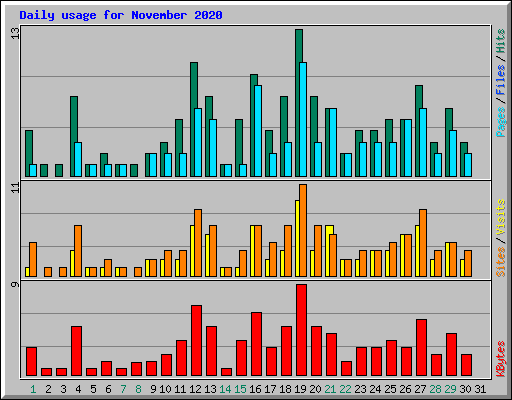 Daily usage for November 2020
13
Pages / Files / Hits
11
Sites / Visits
9
KBytes
1 2 3 4 5 6 7 8 9 10 11 12 13 14 15 16 17 18 19 20 21 22 23 24 25 26 27 28 29 30 31